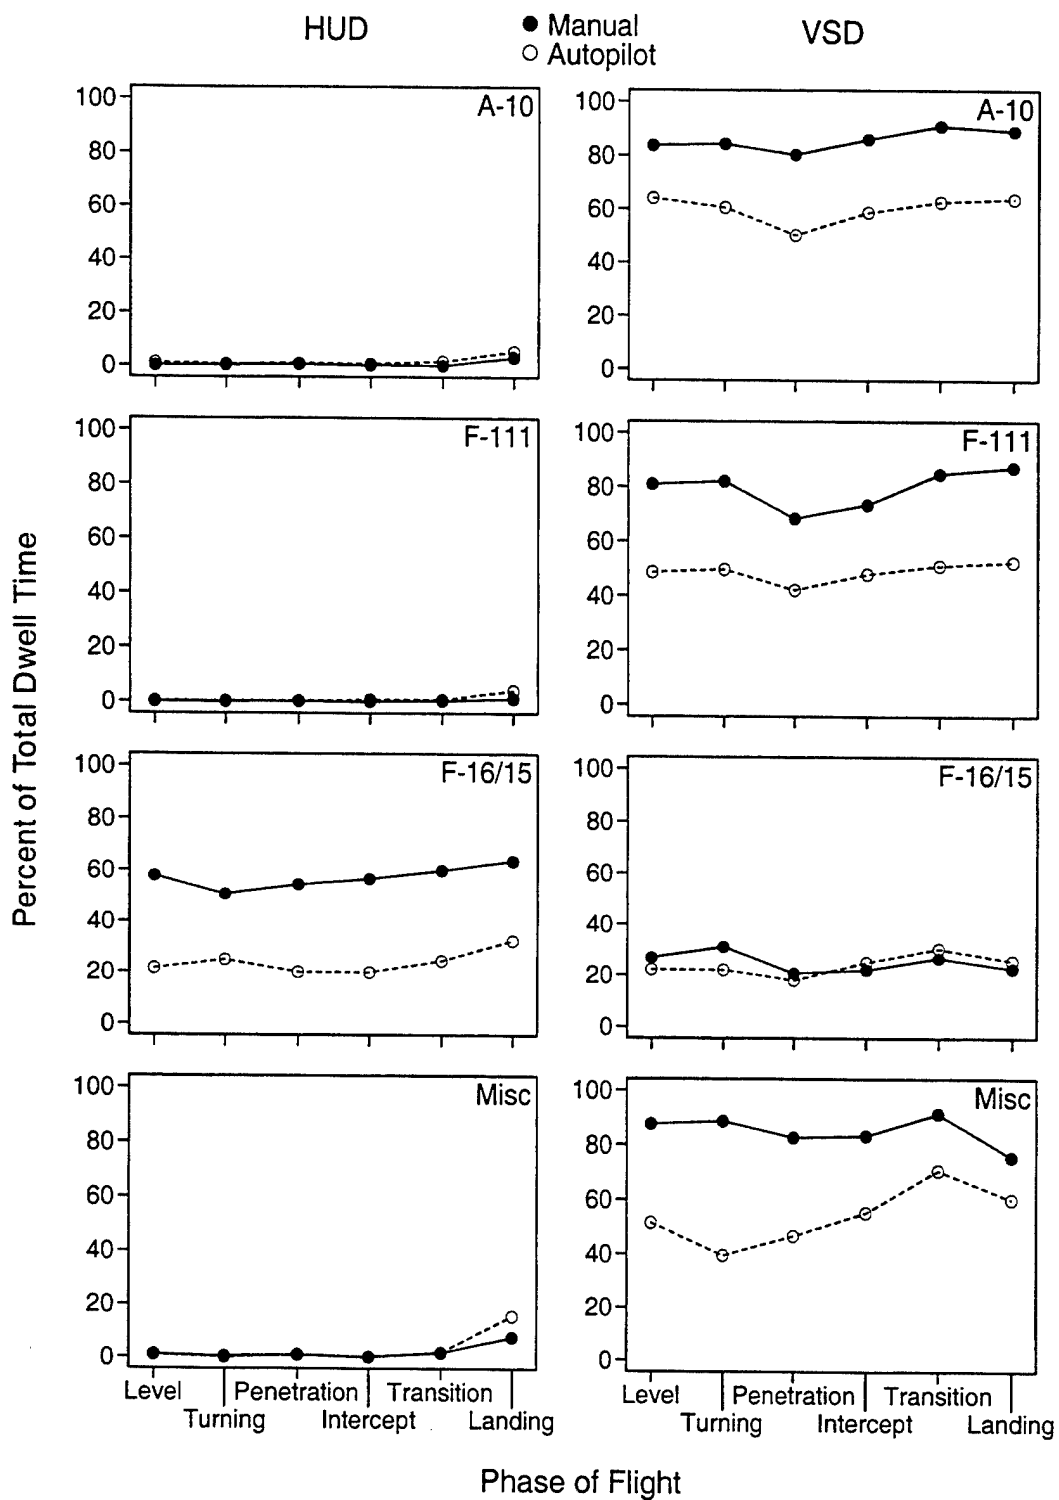 HUD
Manual
Autopilot
VSD
Percent of Total Dwell Time
A-10
100
80
60
40
20
0
A-10
100
80
60
40
20
0
F-111
100
80
60
40
20
0
F-111
100
80
60
40
20
0
F-16/15
100
80
60
40
20
0
F-16/15
100
80
60
40
20
0
Misc
100
80
60
40
20
0
Level Penetration Transition
Turning Intercept Landing
Misc
100
80
60
40
20
0
Level Penetration Transition
Turning Intercept Landing
Phase of Flight